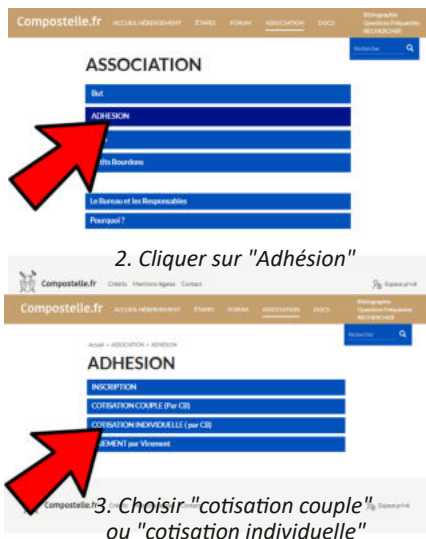 Compostelle.fr ACCUEIL HÉBERGEMENT ÉTAPES FORUM ASSOCIATION DOCS
Bibliographie
Questions Fréquentes
RECHERCHER
Rechercher
ASSOCIATION
But
ADHESION
Petits Bourdons
Le Bureau et les Responsables
Pourquoi ?
2. Cliquer sur "Adhésion"
Compostelle.fr Crédits Mentions légales Contact Espace privé
Compostelle.fr ACCUEIL HÉBERGEMENT ÉTAPES FORUM ASSOCIATION DOCS
Bibliographie
Questions Fréquentes
RECHERCHER
Rechercher
Accueil > ASSOCIATION > ADHESION
ADHESION
INSCRIPTION
COTISATION COUPLE (Par CB)
COTISATION INDIVIDUELLE ( par CB)
PAIEMENT par Virement
Compostelle.fr Espace privé
3. Choisir "cotisation couple"
ou "cotisation individuelle"